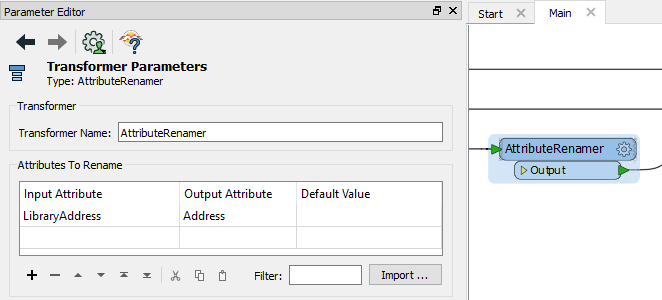 Parameter Editor
Transformer Parameters
Type: AttributeRenamer
Transformer
Transformer Name: AttributeRenamer
Attributes To Rename
Input Attribute Output Attribute Default Value
LibraryAddress Address
Filter: Import ...
Start Main
AttributeRenamer
Output